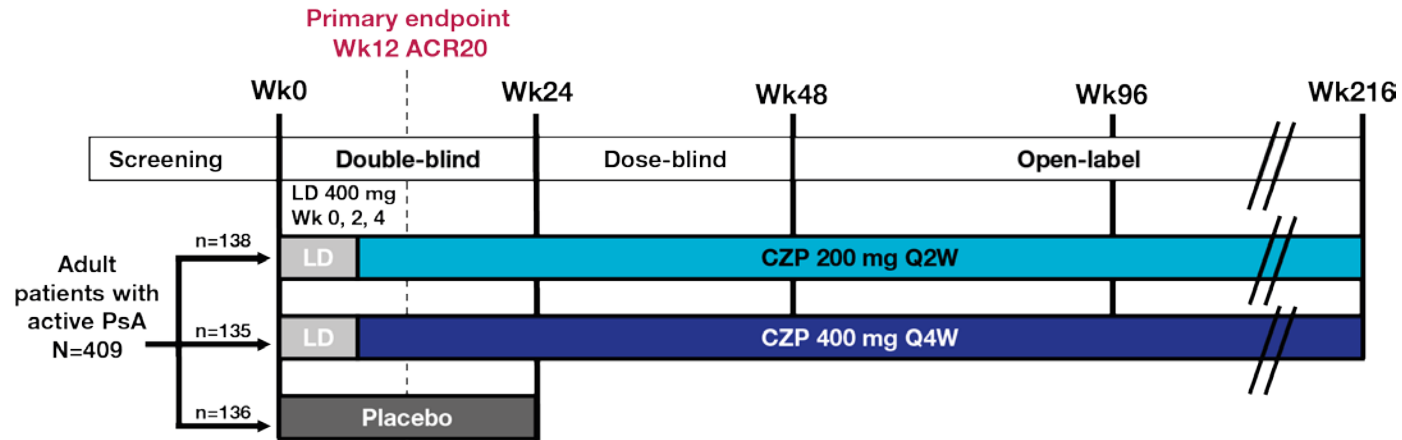 Primary endpoint
Wk12 ACR20
Wk0
Wk24
Wk48
Wk96
Wk216
Screening
Double-blind
Dose-blind
Open-label
LD 400 mg
Wk 0, 2, 4
Adult
patients with
active PsA
N=409
n=138
LD
CZP 200 mg Q2W
n=135
LD
CZP 400 mg Q4W
n=136
Placebo